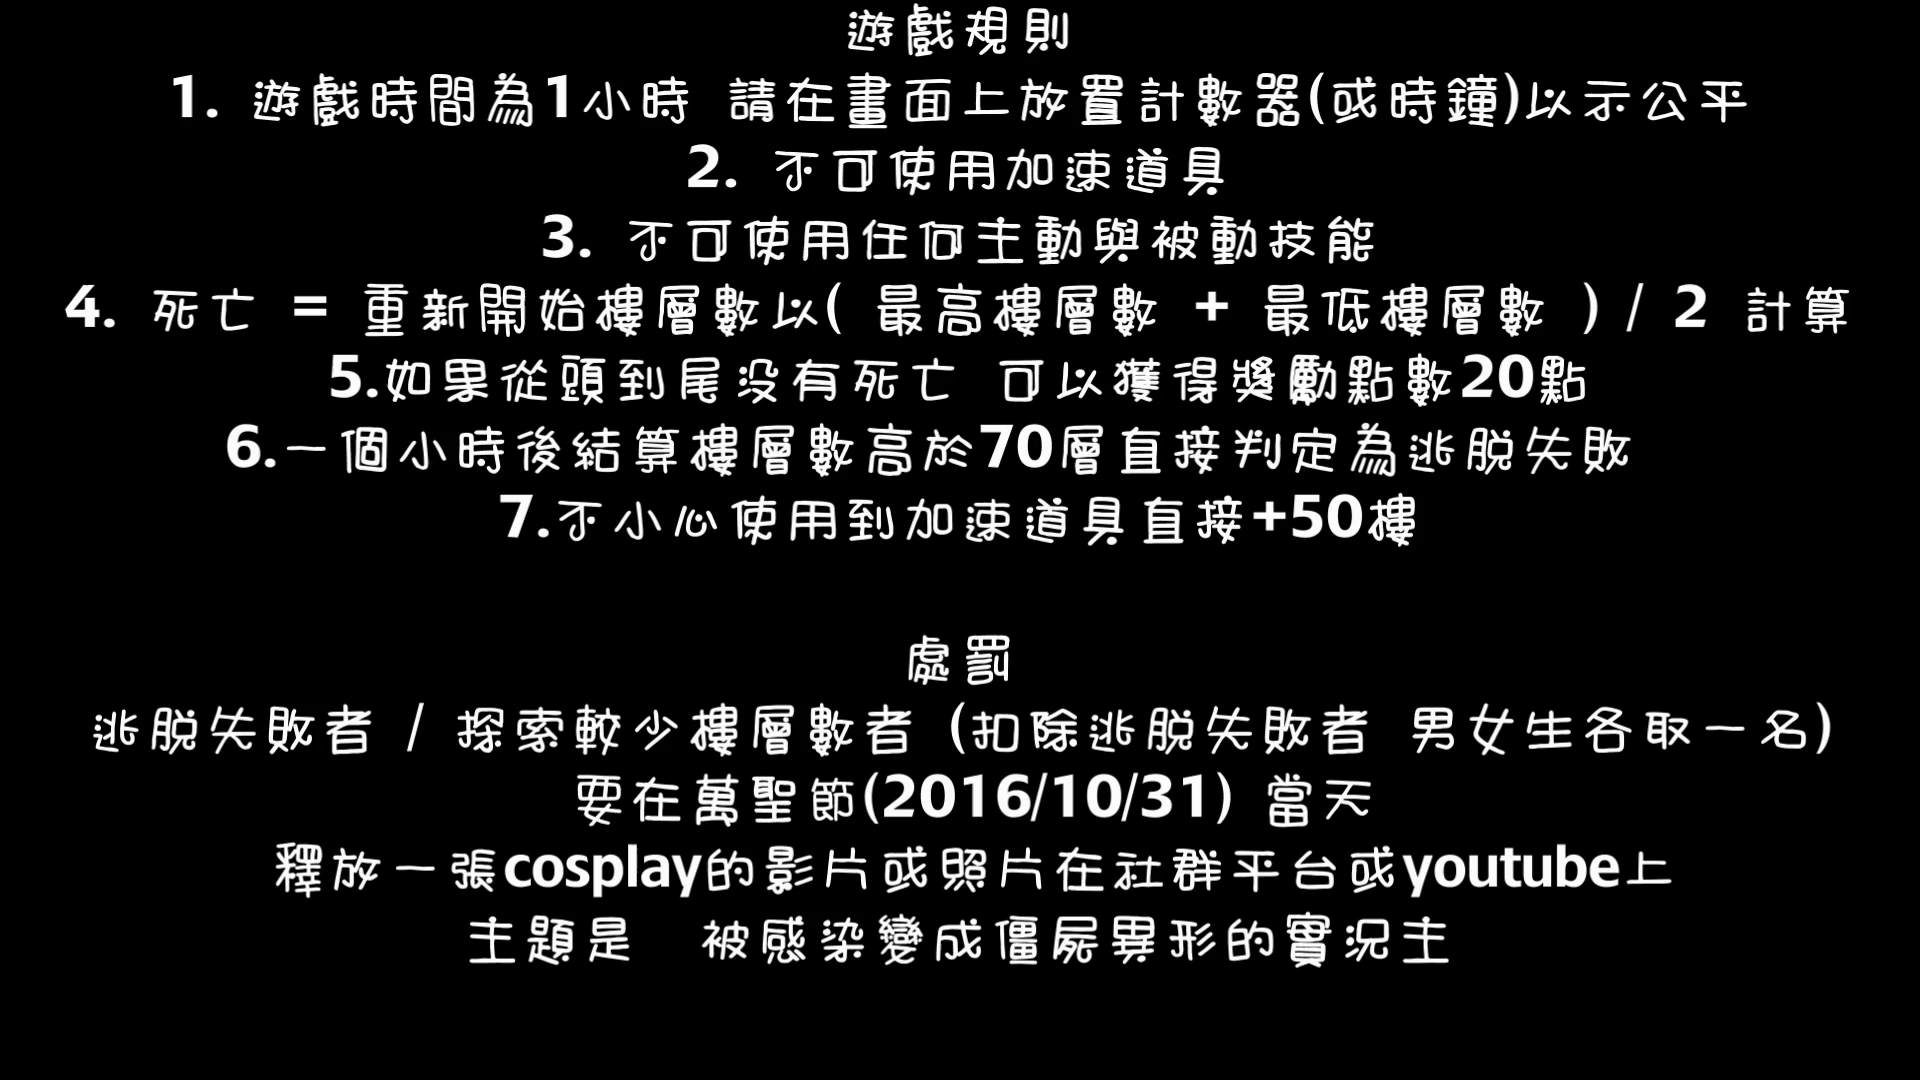 遊戲規則
1. 遊戲時間為1小時 請在畫面上放置計數器(或時鐘)以示公平
2. 不可使用加速道具
3. 不可使用任何主動與被動技能
4. 死亡 = 重新開始樓層數以( 最高樓層數 + 最低樓層數 ) / 2 計算
5.如果從頭到尾沒有死亡 可以獲得獎勵點數20點
6.一個小時後結算樓層數高於70層直接判定為逃脫失敗
7.不小心使用到加速道具直接+50樓
處罰
逃脫失敗者 / 探索較少樓層數者 (扣除逃脫失敗者 男女生各取一名)
要在萬聖節(2016/10/31) 當天
釋放一張cosplay的影片或照片在社群平台或youtube上
主題是 被感染變成僵屍異形的實況主